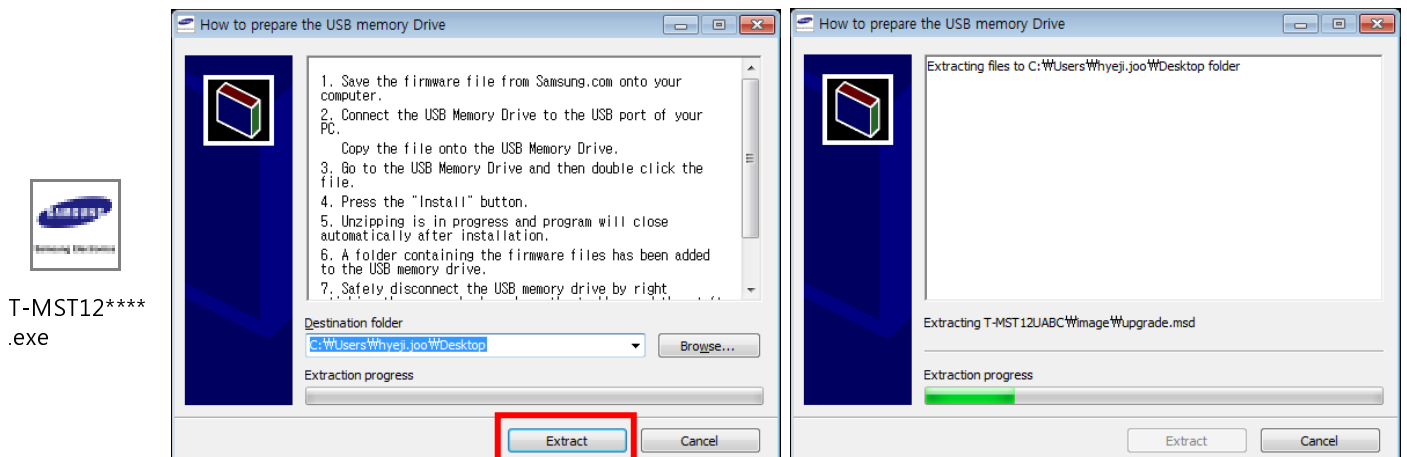 SAMSUNG
Samsung Electronics
T-MST12****
.exe
How to prepare the USB memory Drive
1. Save the firmware file from Samsung.com onto your
computer.
2. Connect the USB Memory Drive to the USB port of your
PC.
Copy the file onto the USB Memory Drive.
3. Go to the USB Memory Drive and then double click the
file.
4. Press the "Install" button.
5. Unzipping is in progress and program will close
automatically after installation.
6. A folder containing the firmware files has been added
to the USB memory drive.
7. Safely disconnect the USB memory drive by right
Destination folder
C:₩Users₩hyeji.joo₩Desktop
Browse...
Extraction progress
Extract
Cancel
How to prepare the USB memory Drive
Extracting files to C:₩Users₩hyeji.joo₩Desktop folder
Extracting T-MST12UABC₩image₩upgrade.msd
Extraction progress
Extract
Cancel